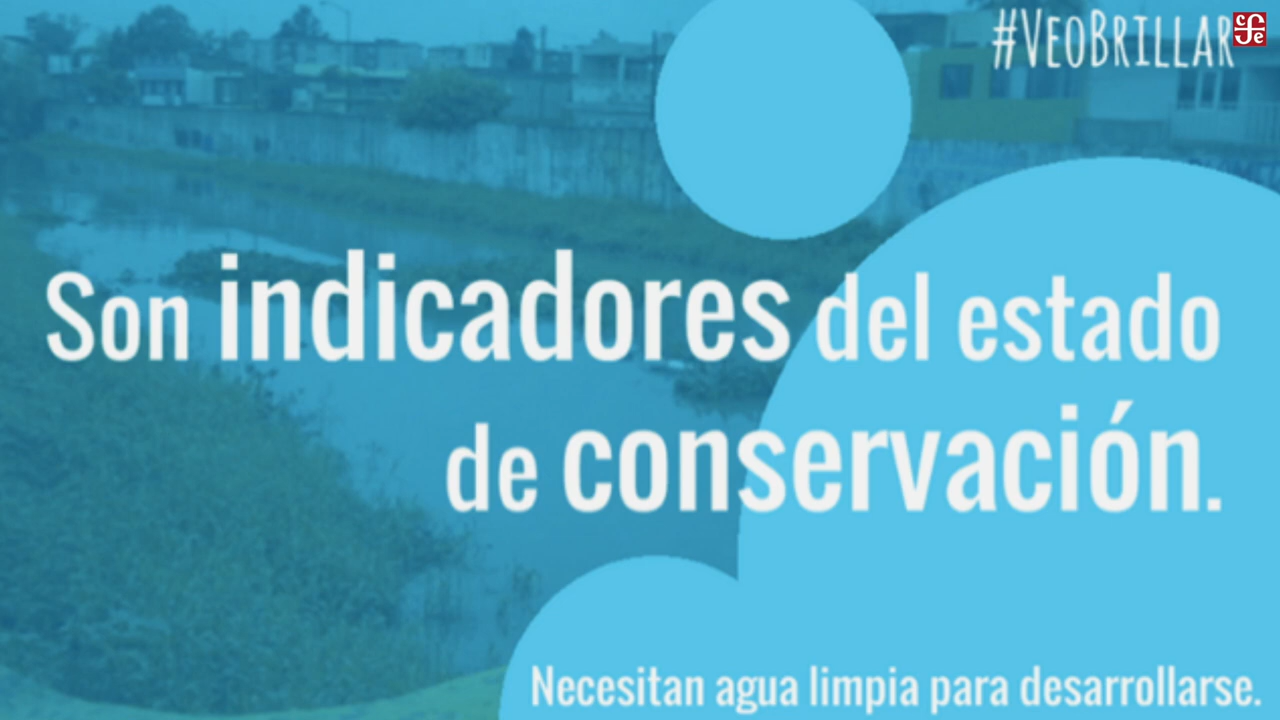 #VeoBrillar
Son indicadores del estado
de conservación.
Necesitan agua limpia para desarrollarse.